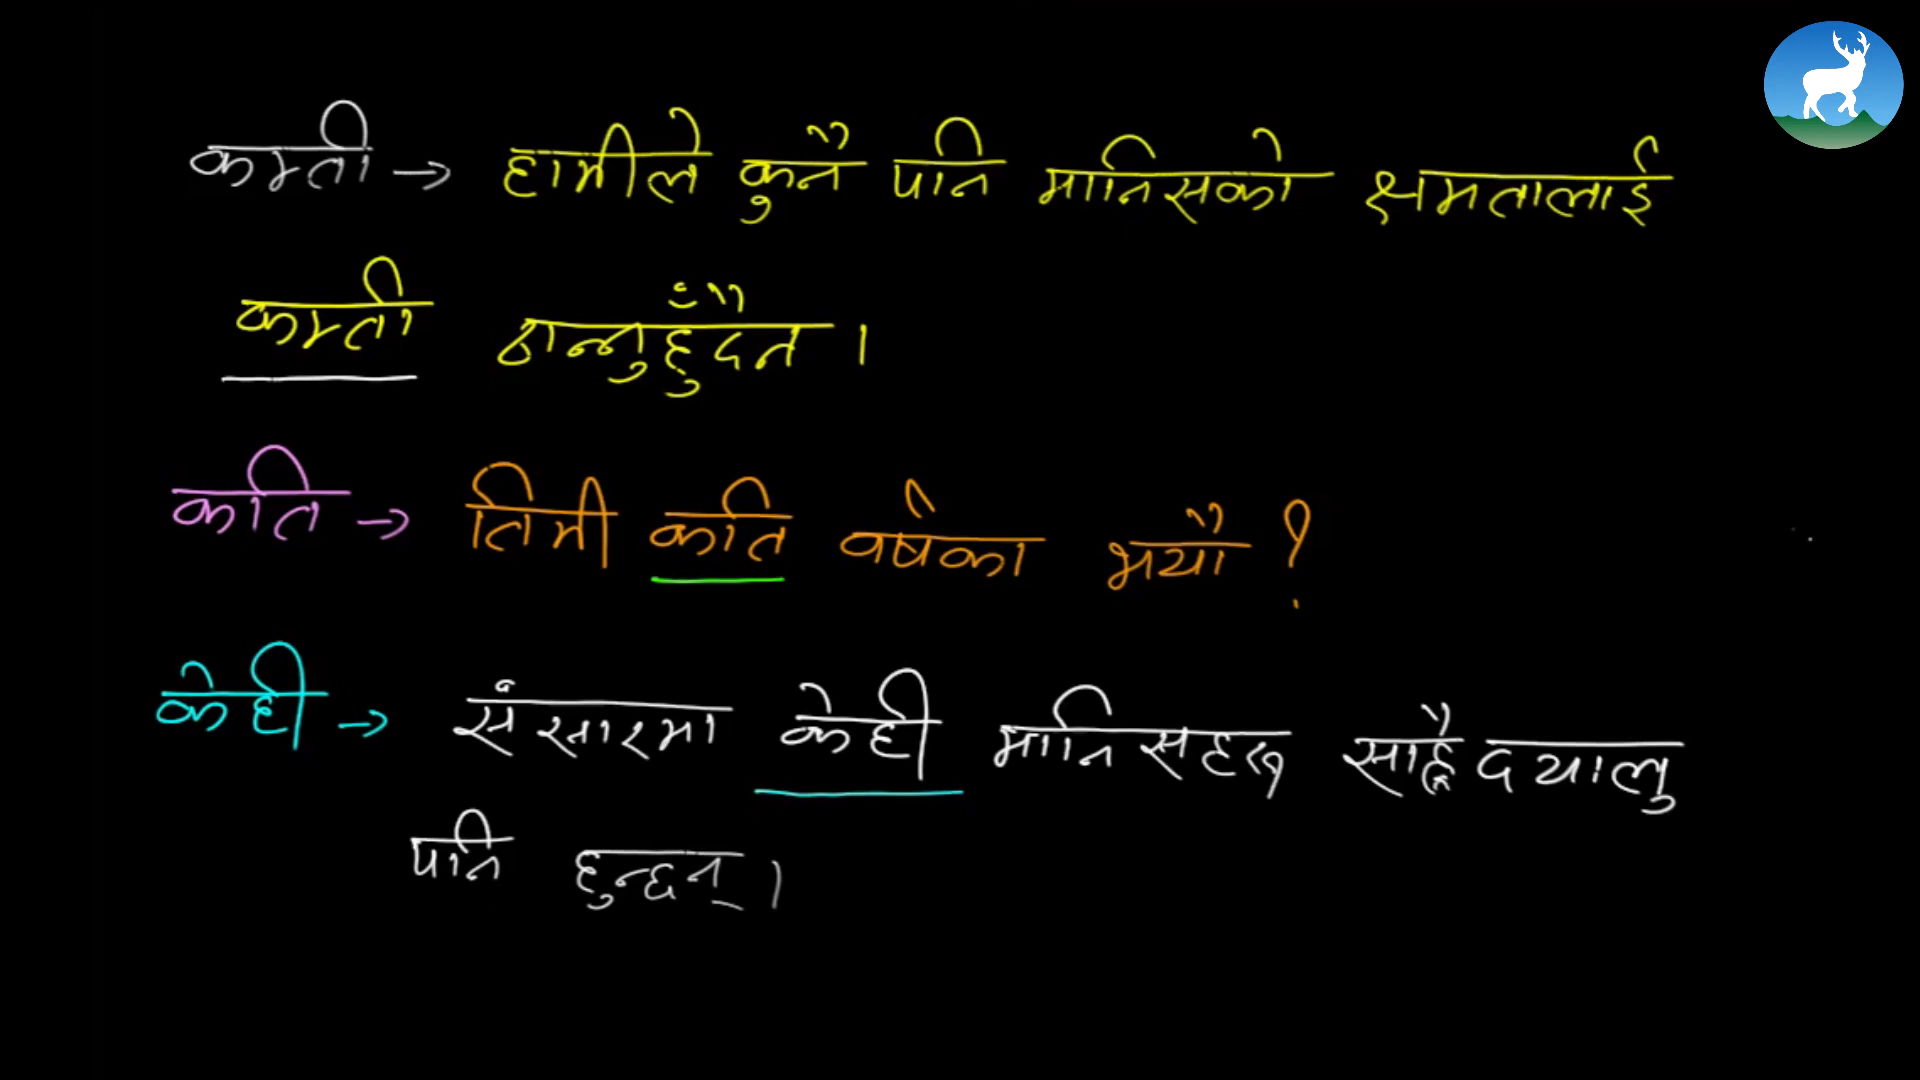 कम्ती → हामीले कुनै पनि मानिसको क्षमतालाई
कम्ती ठान्नुहुँदैन ।
कति → तिमी कति वर्षका भयौ ?
केही → संसारमा केही मानिसहरू साह्रै दयालु
पनि हुन्छन् ।